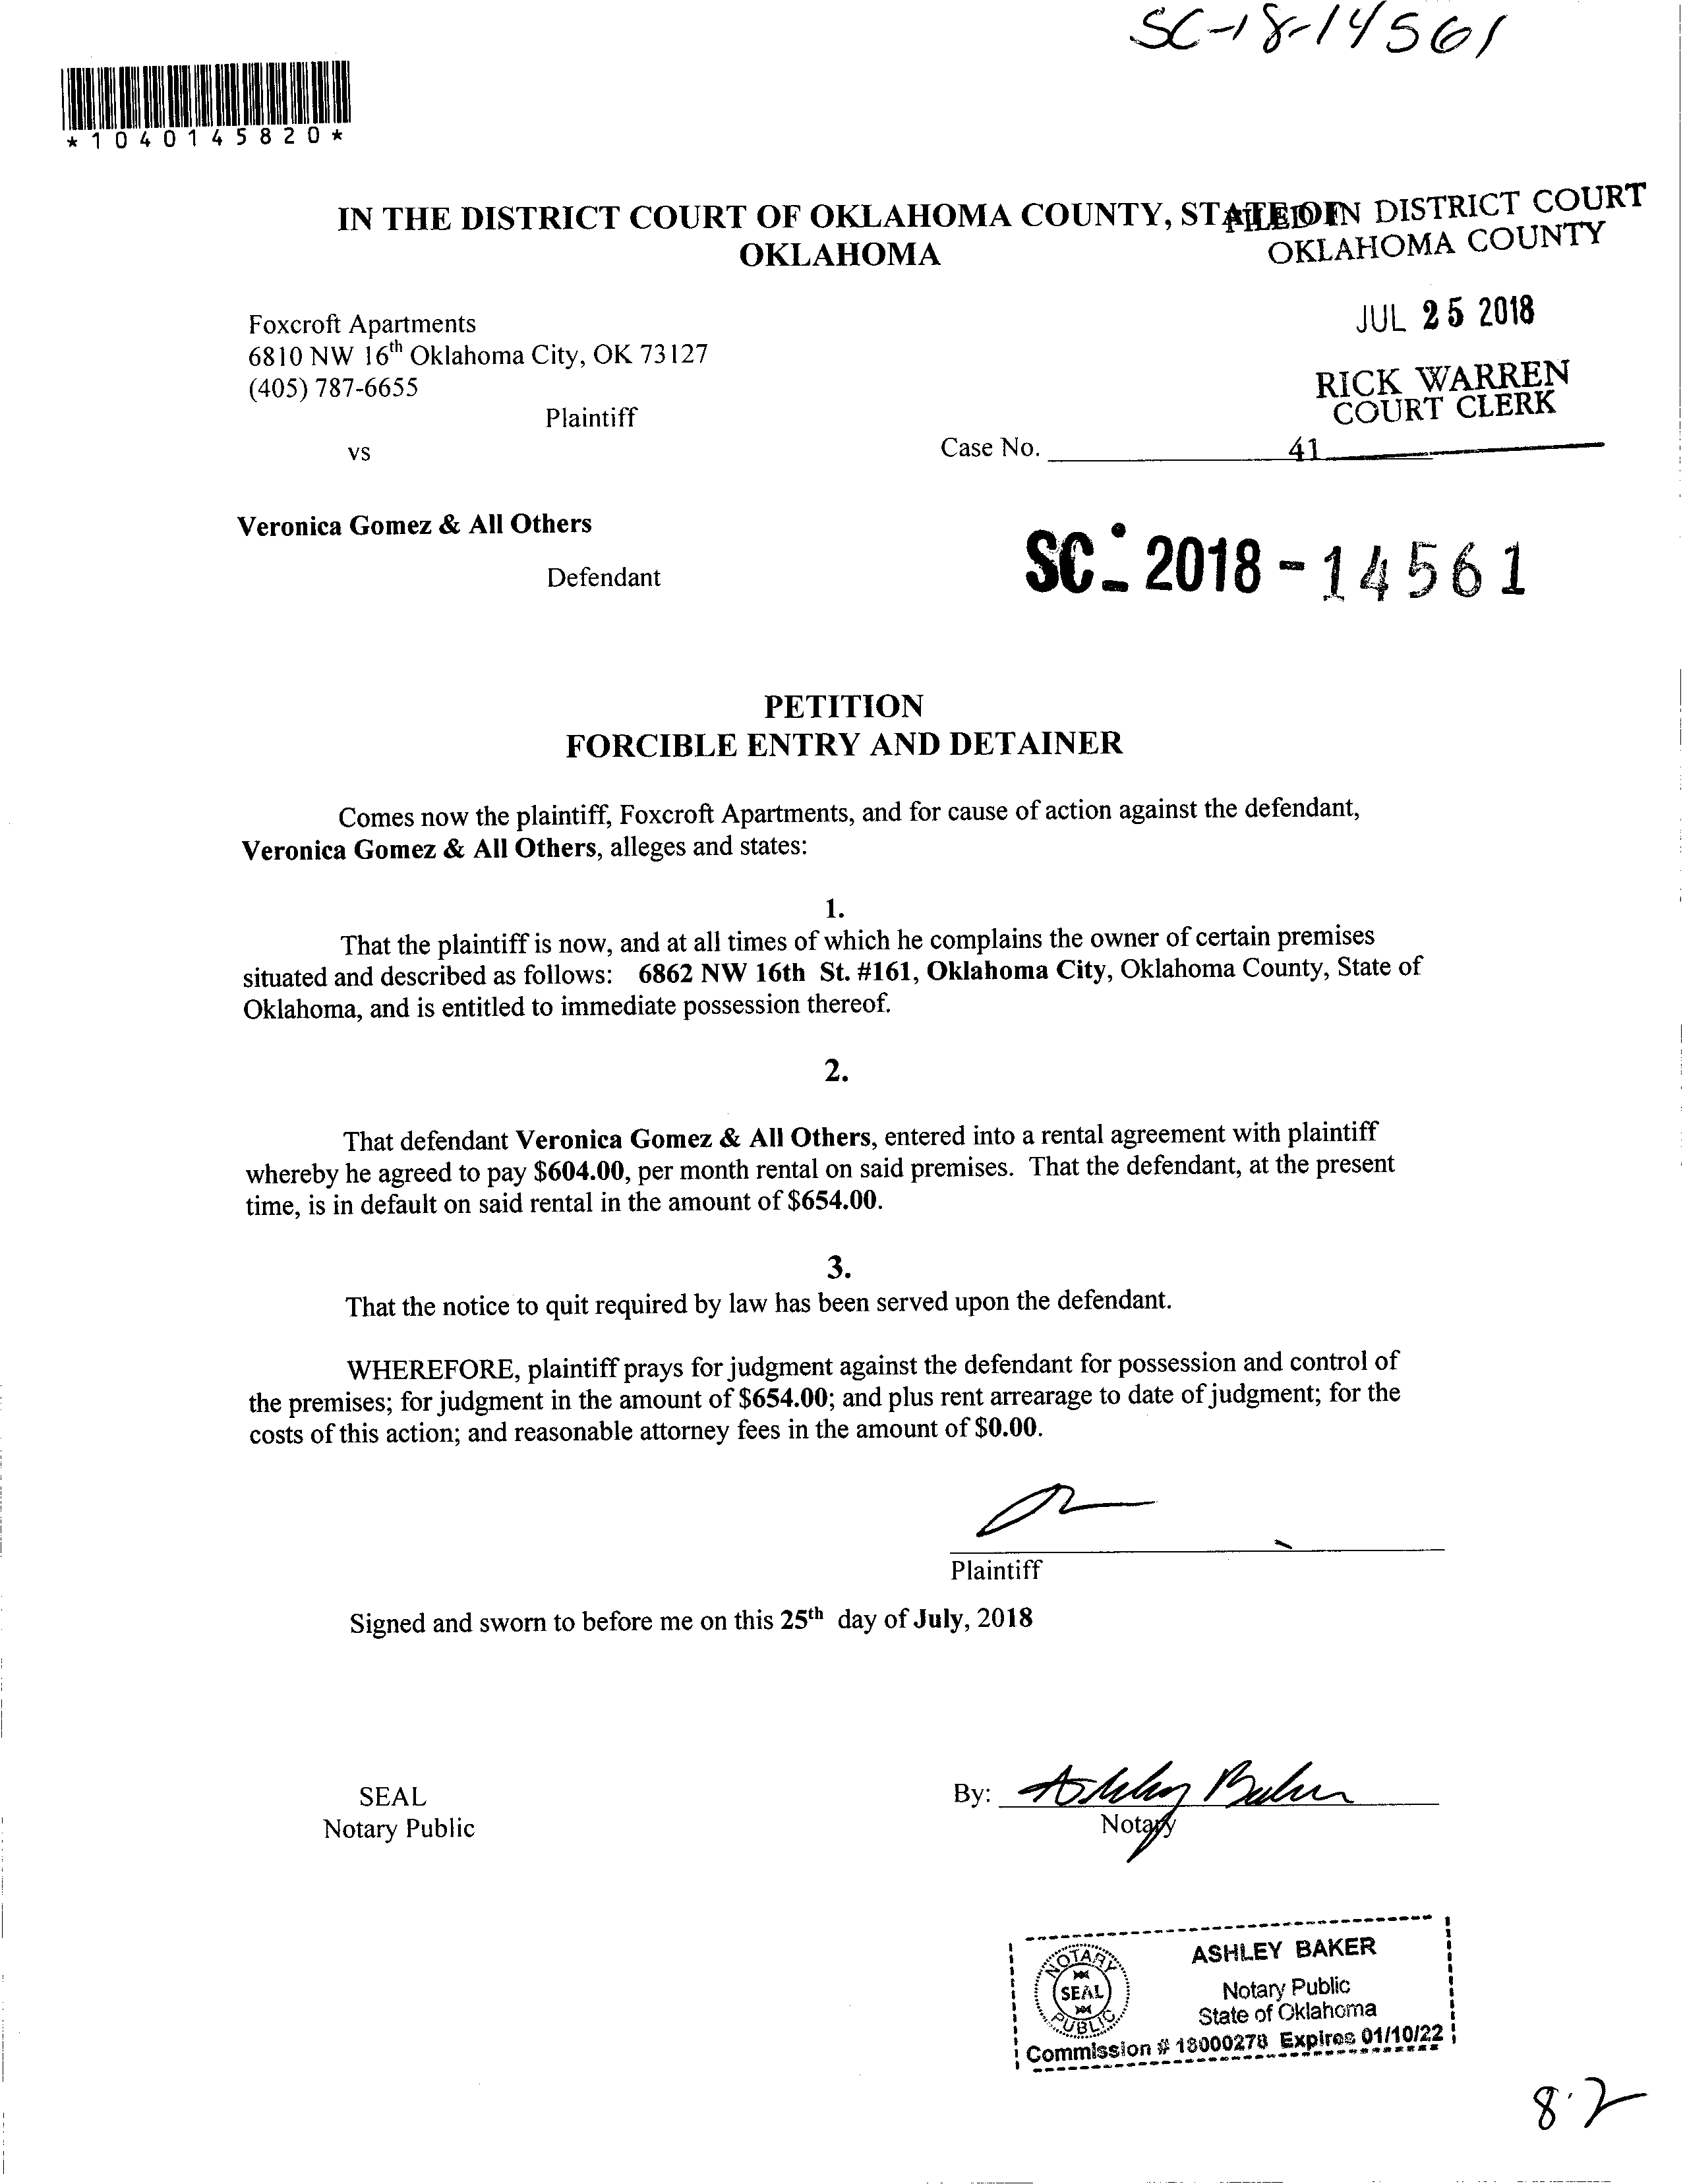 SC-18-14561
*1040145820*
IN THE DISTRICT COURT OF OKLAHOMA COUNTY, STATE OF
OKLAHOMA
FILED IN DISTRICT COURT
OKLAHOMA COUNTY
JUL 25 2018
RICK WARREN
COURT CLERK
41
Foxcroft Apartments
6810 NW 16th Oklahoma City, OK 73127
(405) 787-6655
Plaintiff
vs
Case No.
Veronica Gomez & All Others
Defendant
SC - 2018 - 14561
PETITION
FORCIBLE ENTRY AND DETAINER
Comes now the plaintiff, Foxcroft Apartments, and for cause of action against the defendant,
Veronica Gomez & All Others, alleges and states:
1.
That the plaintiff is now, and at all times of which he complains the owner of certain premises
situated and described as follows: 6862 NW 16th St. #161, Oklahoma City, Oklahoma County, State of
Oklahoma, and is entitled to immediate possession thereof.
2.
That defendant Veronica Gomez & All Others, entered into a rental agreement with plaintiff
whereby he agreed to pay $604.00, per month rental on said premises. That the defendant, at the present
time, is in default on said rental in the amount of $654.00.
3.
That the notice to quit required by law has been served upon the defendant.
WHEREFORE, plaintiff prays for judgment against the defendant for possession and control of
the premises; for judgment in the amount of $654.00; and plus rent arrearage to date of judgment; for the
costs of this action; and reasonable attorney fees in the amount of $0.00.
Plaintiff
Signed and sworn to before me on this 25th day of July, 2018
SEAL
Notary Public
By: Ashley Baker
Notary
NOTARY
SEAL
PUBLIC
ASHLEY BAKER
Notary Public
State of Oklahoma
Commission # 18000278 Expires 01/10/22
8.2